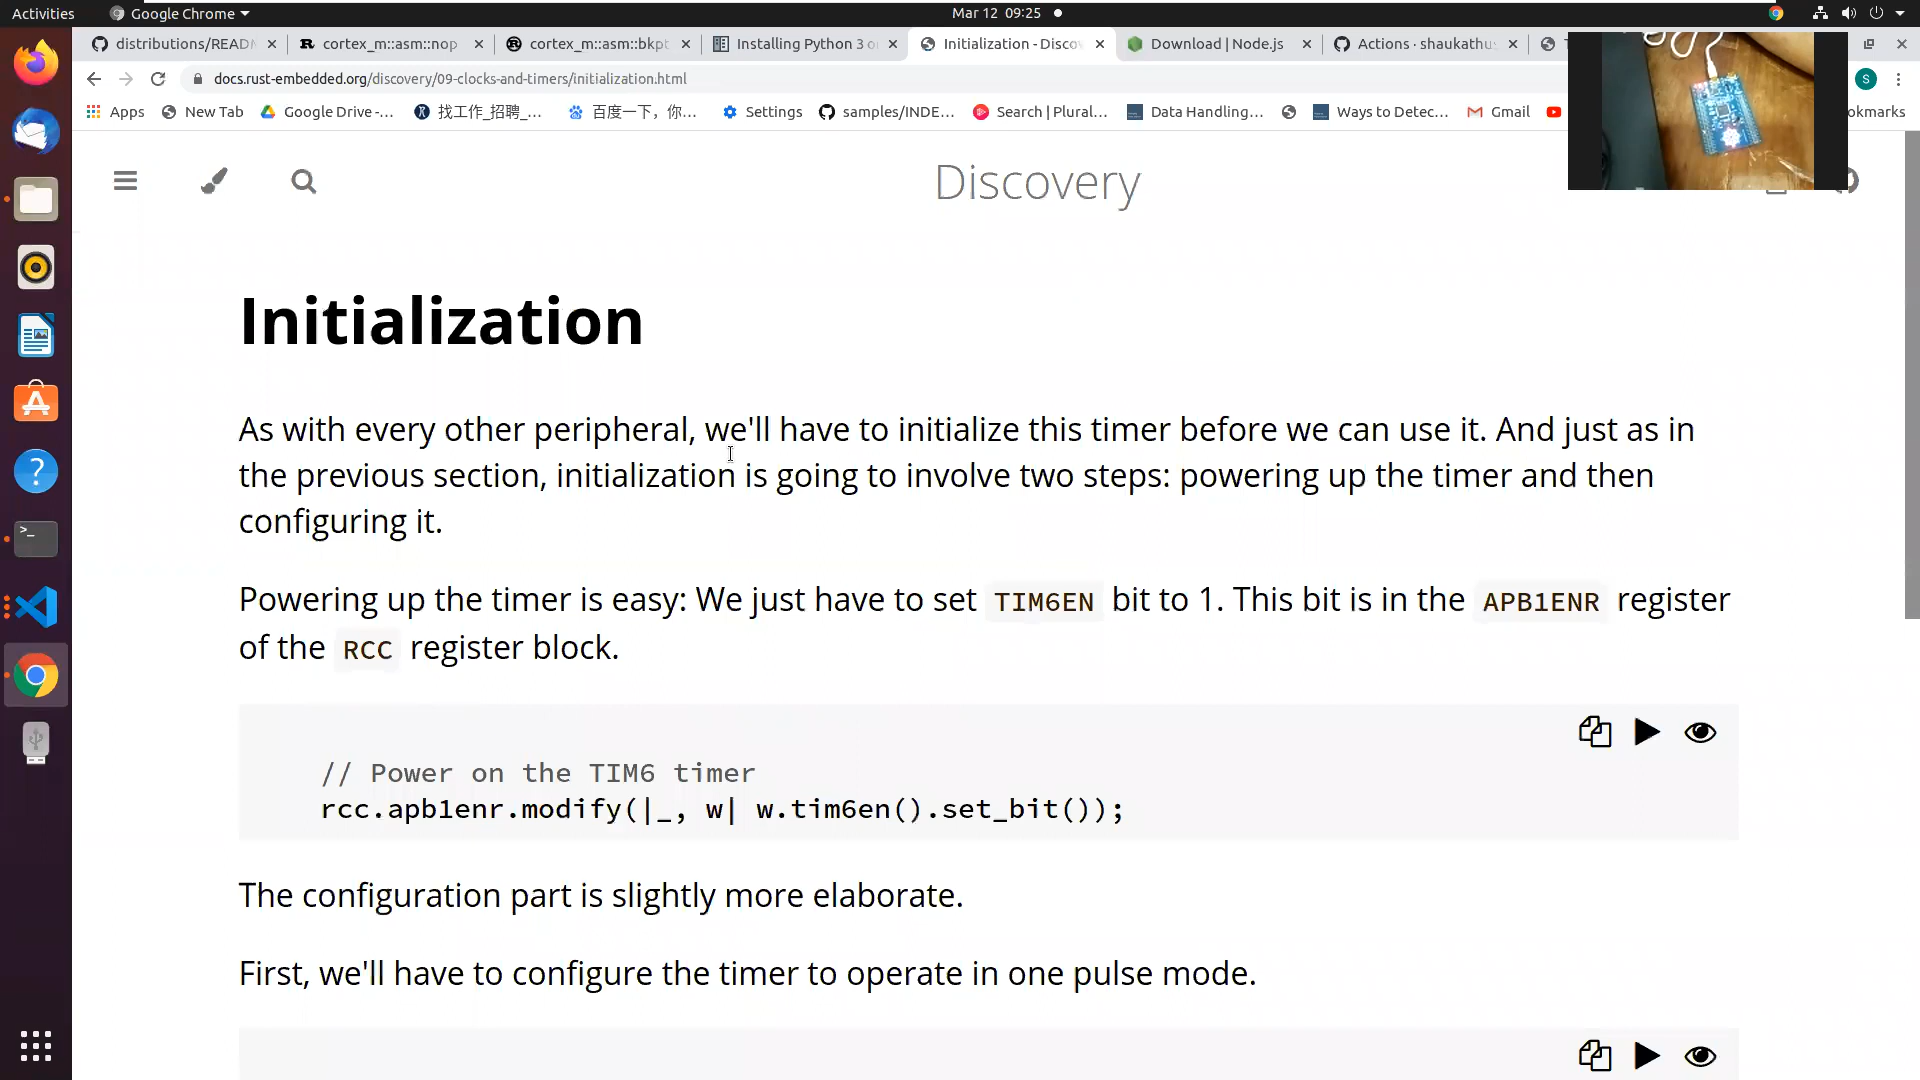 Activities
Google Chrome
Mar 12 09:25
distributions/READM
cortex_m::asm::nop
cortex_m::asm::bkpt
Installing Python 3 o
Initialization - Disco
Download | Node.js
Actions · shaukathus
docs.rust-embedded.org/discovery/09-clocks-and-timers/initialization.html
S
Apps
New Tab
Google Drive -...
找工作_招聘_...
百度一下，你...
Settings
samples/INDE...
Search | Plural...
Data Handling...
Ways to Detec...
Gmail
okmarks
Discovery
Initialization
As with every other peripheral, we'll have to initialize this timer before we can use it. And just as in
the previous section, initialization is going to involve two steps: powering up the timer and then
configuring it.
Powering up the timer is easy: We just have to set TIM6EN bit to 1. This bit is in the APB1ENR register
of the RCC register block.
// Power on the TIM6 timer
rcc.apb1enr.modify(|_, w| w.tim6en().set_bit());
The configuration part is slightly more elaborate.
First, we'll have to configure the timer to operate in one pulse mode.